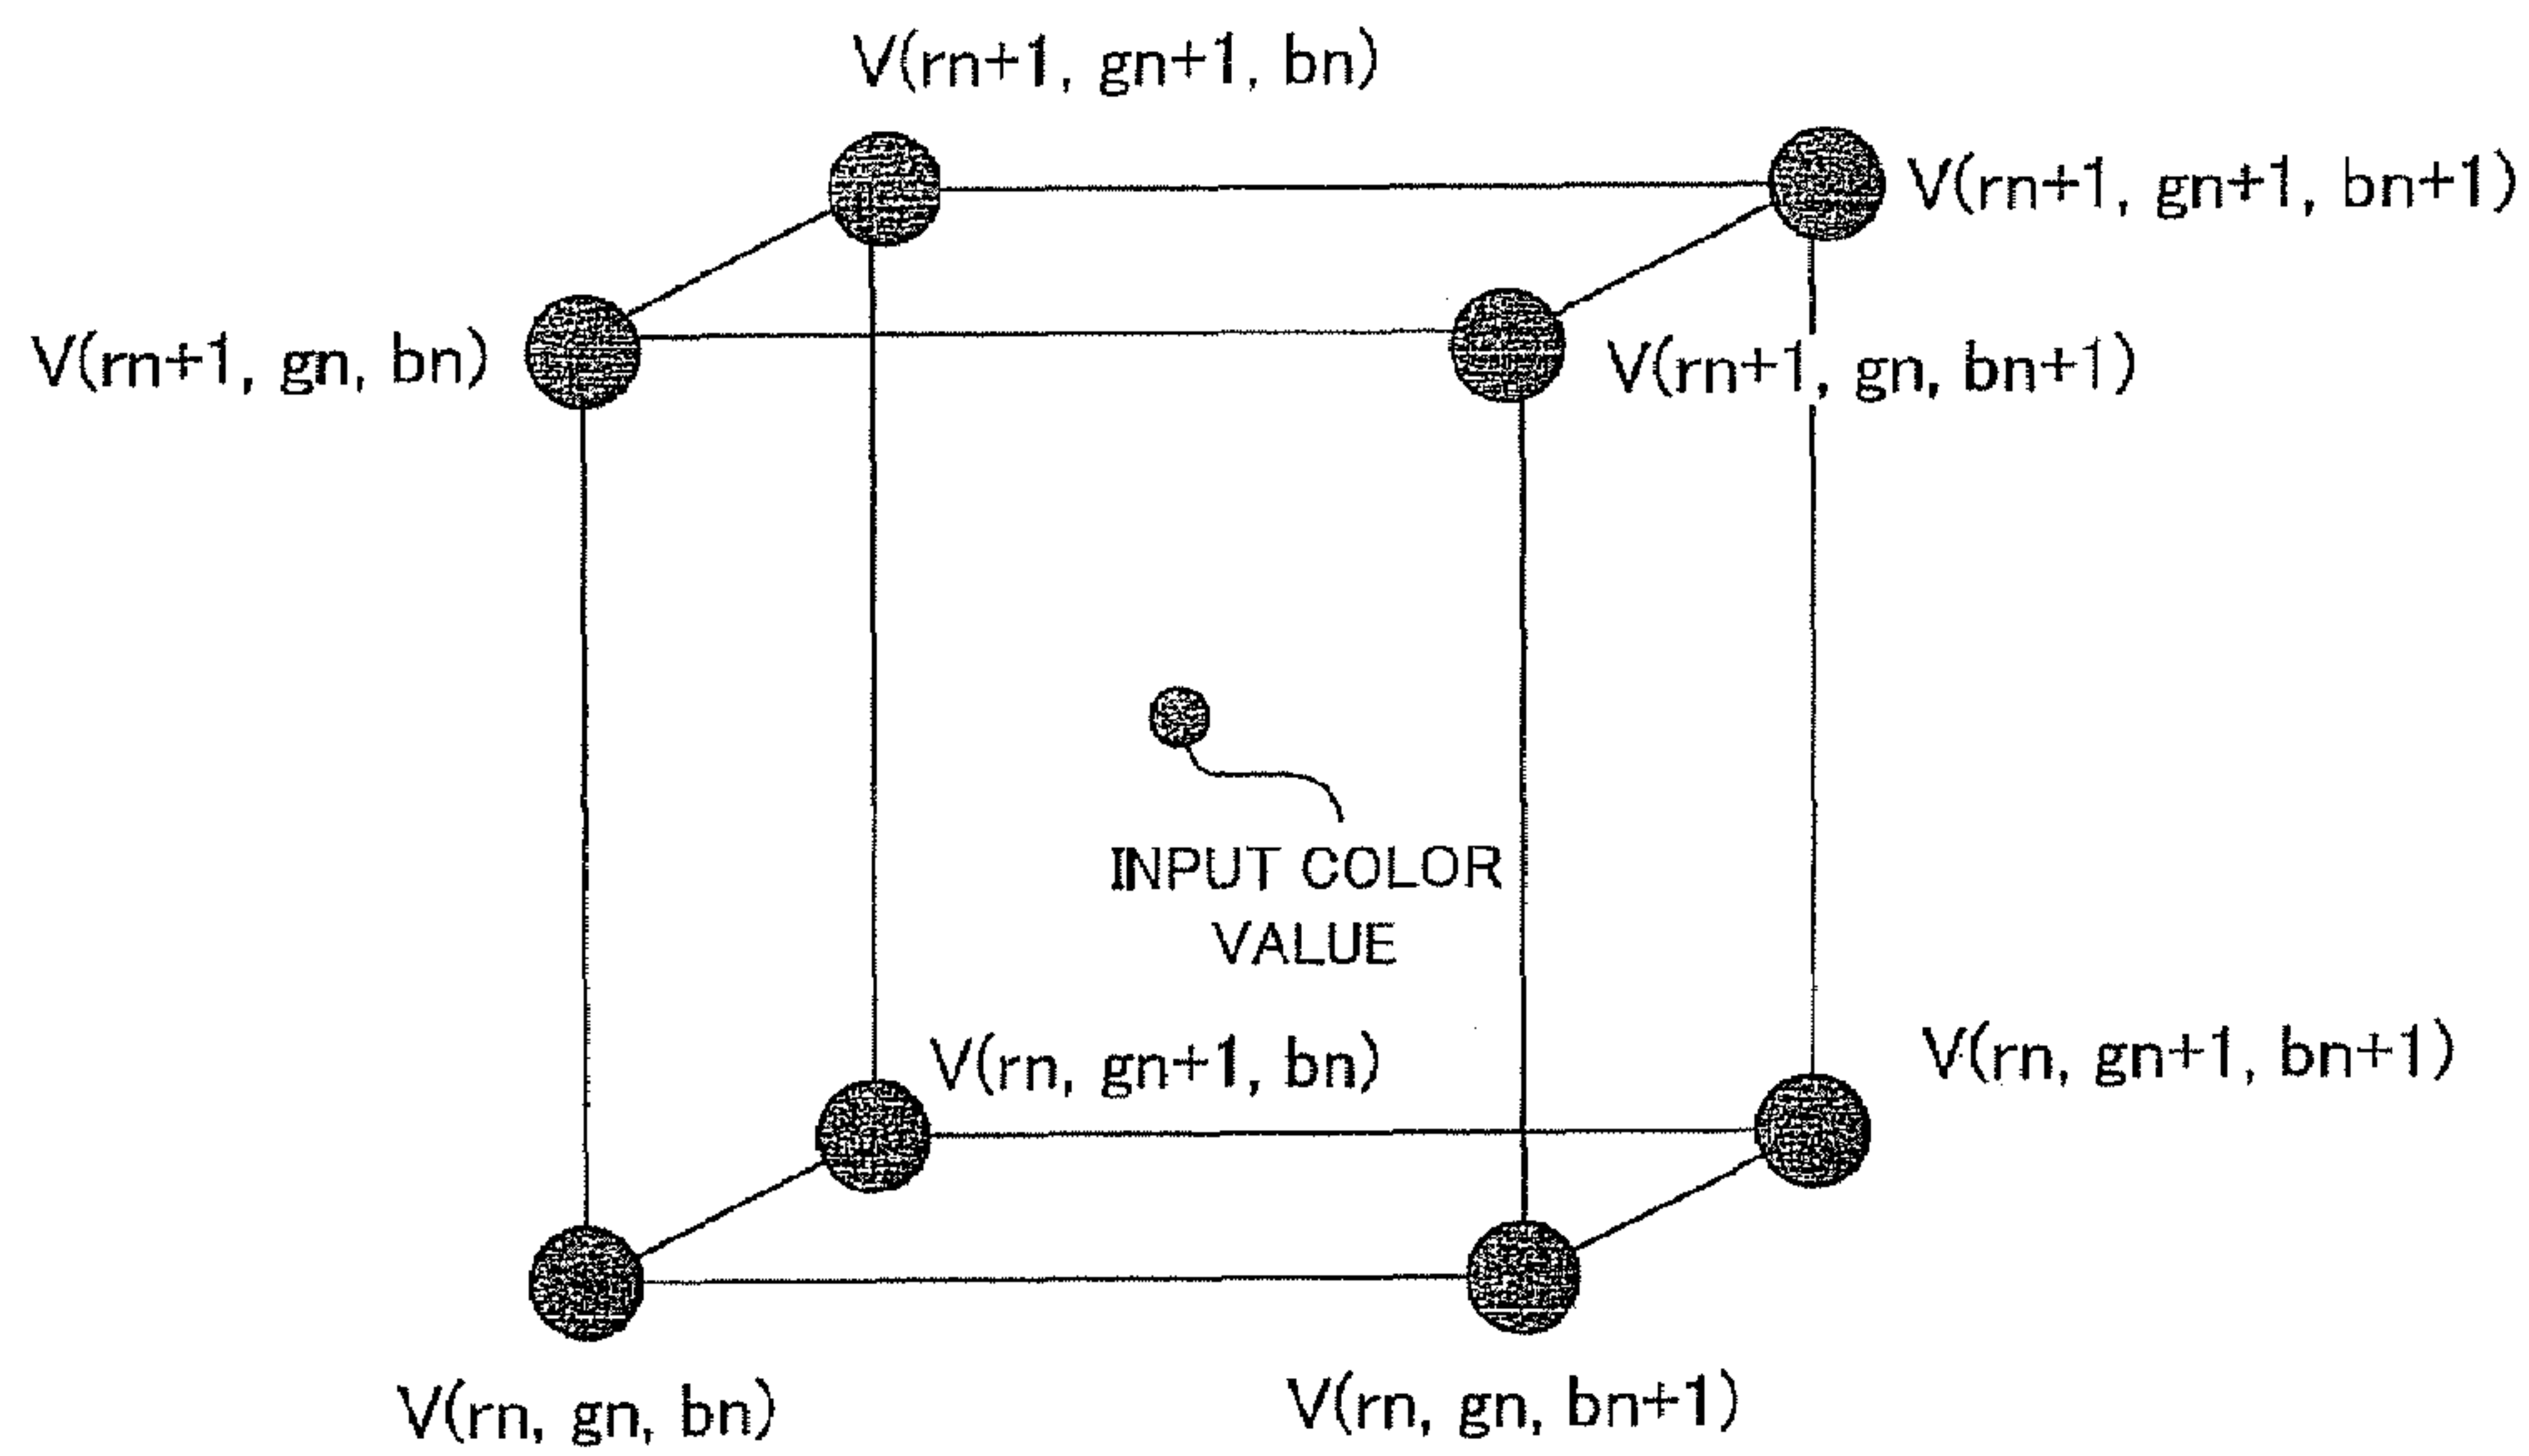 V(rn+1, gn+1, bn)
V(rn+1, gn+1, bn+1)
V(rn+1, gn, bn)
V(rn+1, gn, bn+1)
INPUT COLOR
VALUE
V(rn, gn+1, bn)
V(rn, gn+1, bn+1)
V(rn, gn, bn)
V(rn, gn, bn+1)